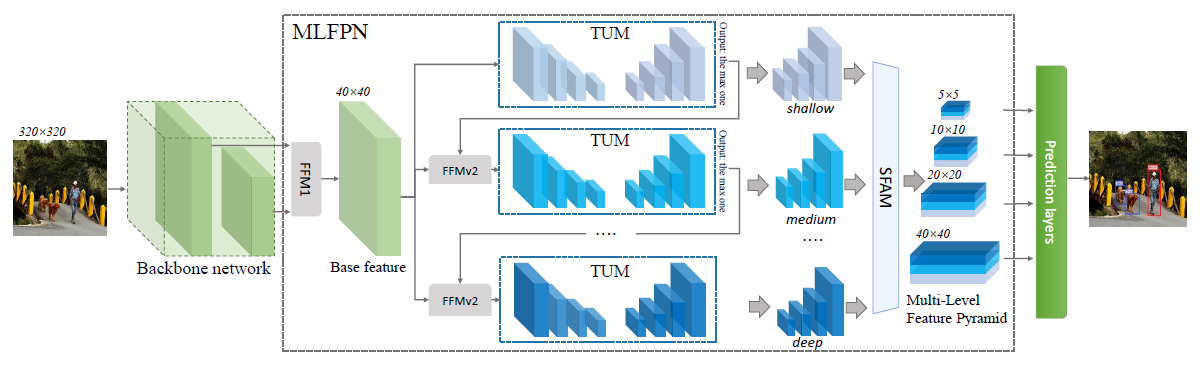 MLFPN
320×320
Backbone network
FFM1
40×40
Base feature
TUM
Output: the max one
shallow
FFMv2
TUM
Output: the max one
medium
....
....
FFMv2
TUM
deep
SFAM
5×5
10×10
20×20
40×40
Multi-Level
Feature Pyramid
Prediction layers